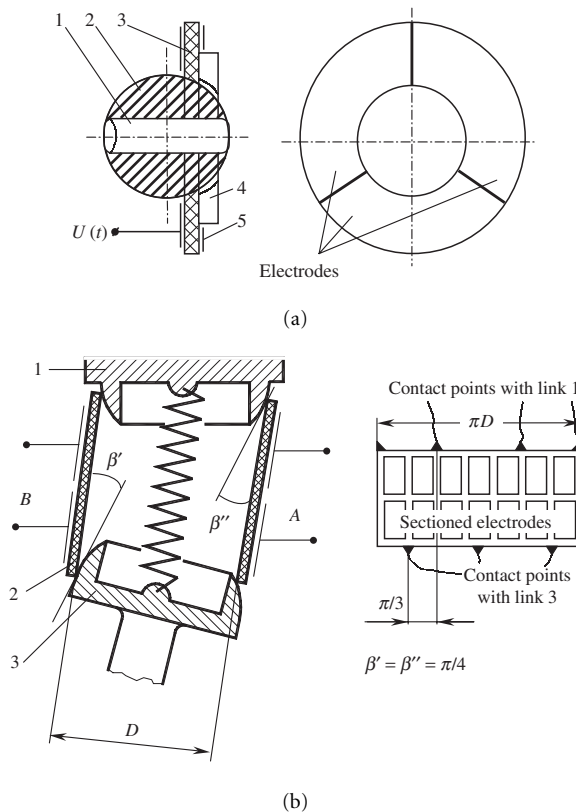 1
2
3
4
5
U (t)
Electrodes
(a)
1
β′
β″
B
A
2
3
D
Contact points with link 1
πD
Sectioned electrodes
Contact points
with link 3
π/3
β′ = β″ = π/4
(b)